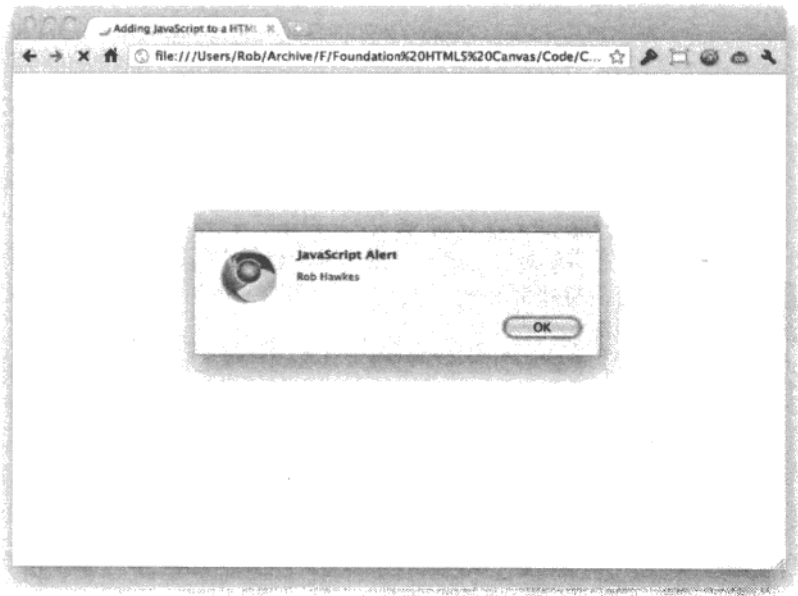 Adding JavaScript to a HTML
file:///Users/Rob/Archive/F/Foundation%20HTML5%20Canvas/Code/C...
JavaScript Alert
Rob Hawkes
OK